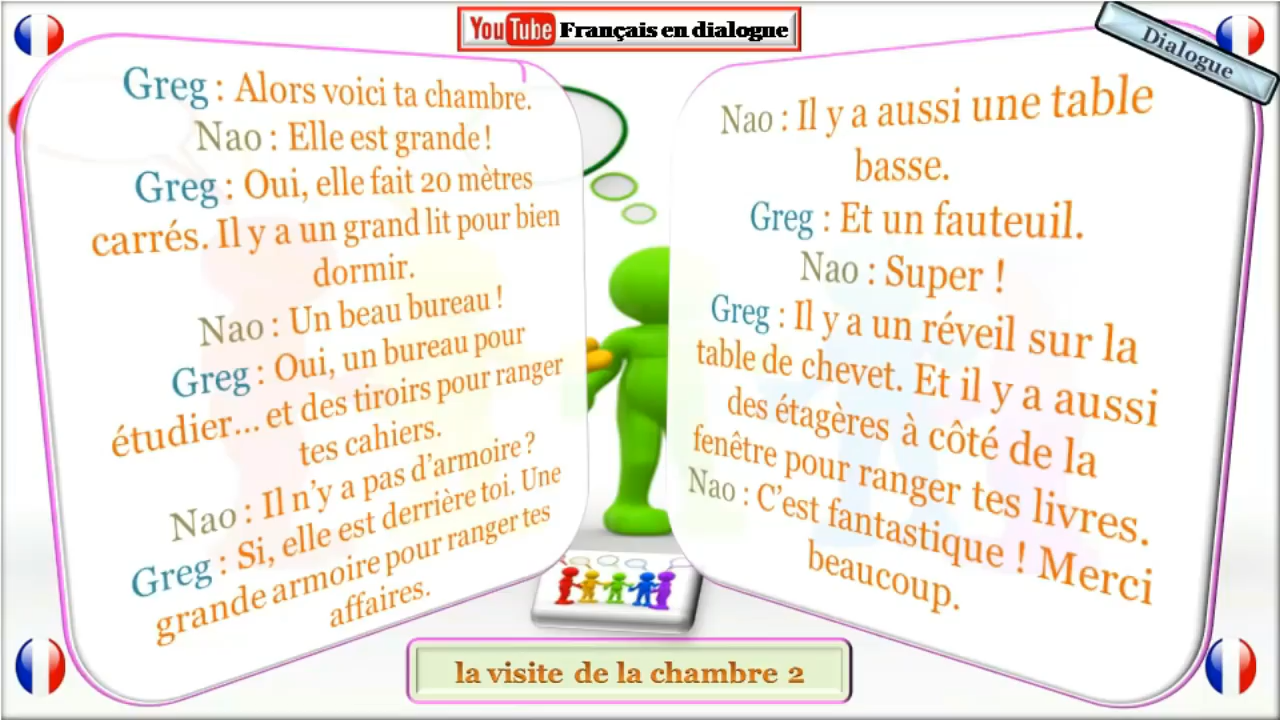 YouTube Français en dialogue
Dialogue
Greg : Alors voici ta chambre.
Nao : Elle est grande !
Greg : Oui, elle fait 20 mètres
carrés. Il y a un grand lit pour bien
dormir.
Nao : Un beau bureau !
Greg : Oui, un bureau pour
étudier... et des tiroirs pour ranger
tes cahiers.
Nao : Il n’y a pas d’armoire ?
Greg : Si, elle est derrière toi. Une
grande armoire pour ranger tes
affaires.
Nao : Il y a aussi une table
basse.
Greg : Et un fauteuil.
Nao : Super !
Greg : Il y a un réveil sur la
table de chevet. Et il y a aussi
des étagères à côté de la
fenêtre pour ranger tes livres.
Nao : C’est fantastique ! Merci
beaucoup.
la visite de la chambre 2